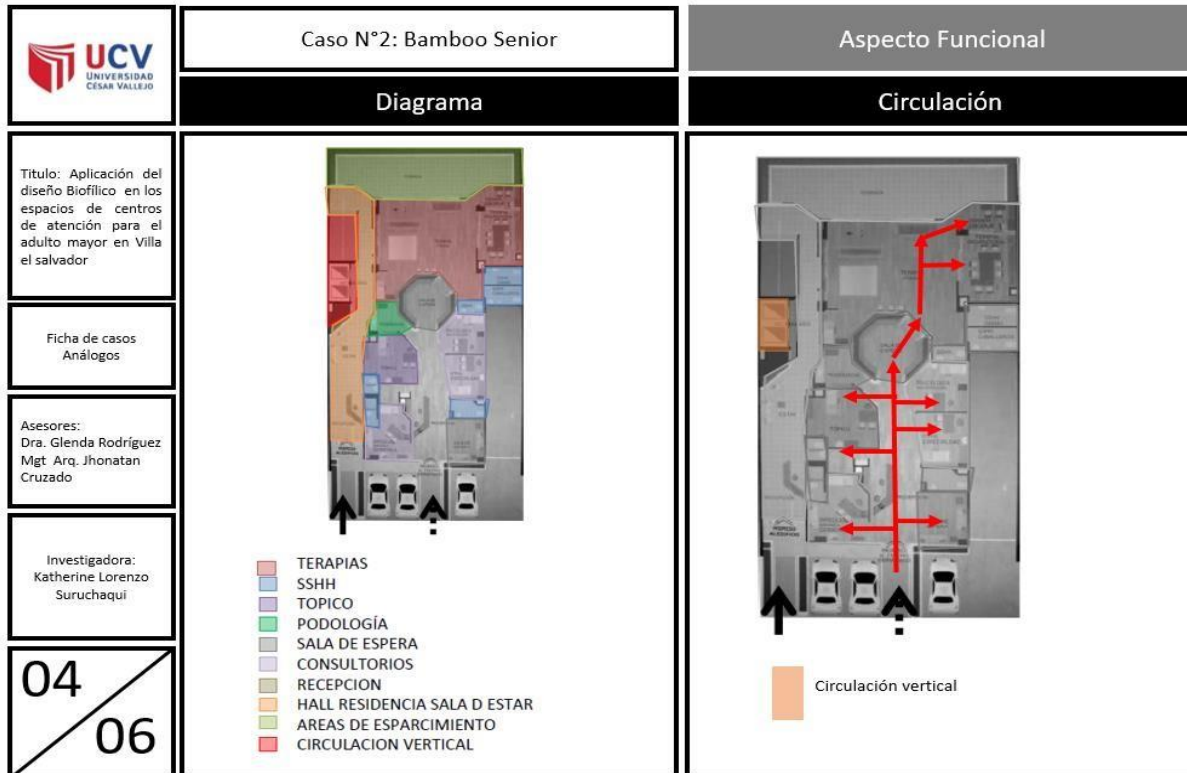 UCV
UNIVERSIDAD
CÉSAR VALLEJO
Caso N°2: Bamboo Senior
Aspecto Funcional
Diagrama
Circulación
Titulo: Aplicación del
diseño Biofílico en los
espacios de centros
de atención para el
adulto mayor en Villa
el salvador
Ficha de casos
Análogos
Asesores:
Dra. Glenda Rodríguez
Mgt Arq. Jhonatan
Cruzado
Investigadora:
Katherine Lorenzo
Suruchaqui
04
06
TERAPIAS
SSHH
TOPICO
PODOLOGÍA
SALA DE ESPERA
CONSULTORIOS
RECEPCION
HALL RESIDENCIA SALA D ESTAR
AREAS DE ESPARCIMIENTO
CIRCULACION VERTICAL
Circulación vertical